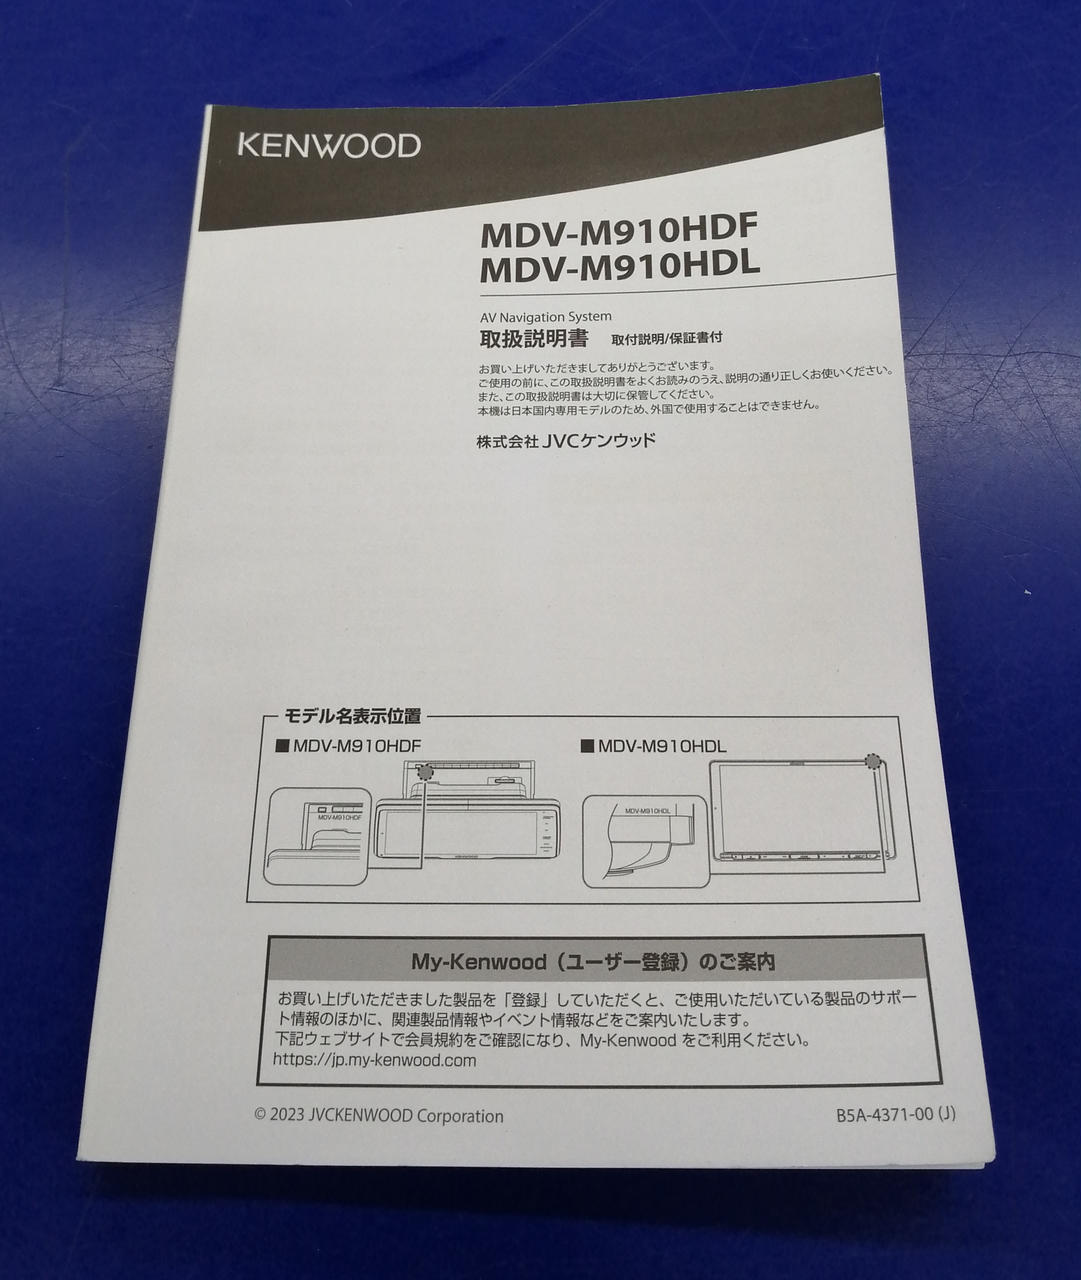 KENWOOD
MDV-M910HDF
MDV-M910HDL
AV Navigation System
取扱説明書 取付説明/保証書付
お買い上げいただきましてありがとうございます。
ご使用の前に、この取扱説明書をよくお読みのうえ、説明の通り正しくお使いください。
また、この取扱説明書は大切に保管してください。
本機は日本国内専用モデルのため、外国で使用することはできません。
株式会社 JVCケンウッド
モデル名表示位置
■ MDV-M910HDF
■ MDV-M910HDL
MDV-M910HDF
MDV-M910HDL
KENWOOD
My-Kenwood（ユーザー登録）のご案内
お買い上げいただきました製品を「登録」していただくと、ご使用いただいている製品のサポー
ト情報のほかに、関連製品情報やイベント情報などをご案内いたします。
下記ウェブサイトで会員規約をご確認になり、My-Kenwood をご利用ください。
https://jp.my-kenwood.com
© 2023 JVCKENWOOD Corporation
B5A-4371-00 (J)